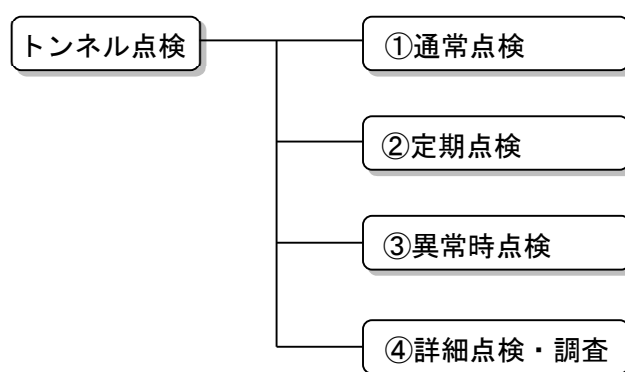 トンネル点検
①通常点検
②定期点検
③異常時点検
④詳細点検・調査